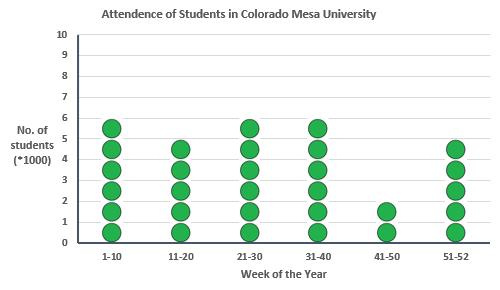 Attendence of Students in Colorado Mesa University
10
9
8
7
6
5
4
3
2
1
0
No. of
students
(*1000)
1-10 11-20 21-30 31-40 41-50 51-52
Week of the Year